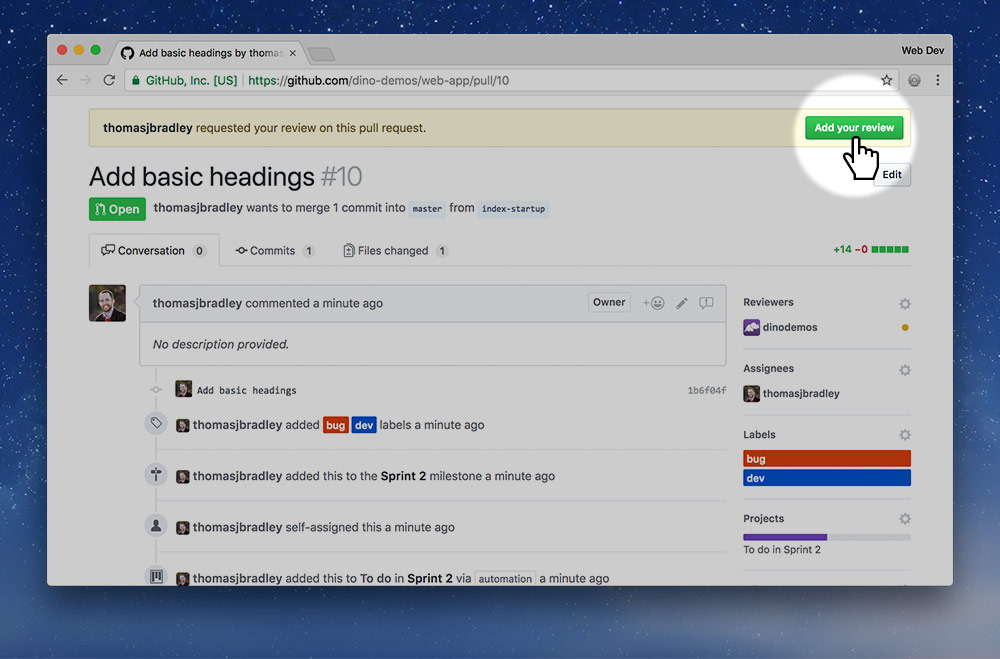 Add basic headings by thomas
Web Dev
GitHub, Inc. [US] https://github.com/dino-demos/web-app/pull/10
thomasjbradley requested your review on this pull request.
Add your review
Add basic headings #10
Edit
Open thomasjbradley wants to merge 1 commit into master from index-startup
Conversation 0 Commits 1 Files changed 1 +14 −0
thomasjbradley commented a minute ago Owner
No description provided.
Add basic headings 1b6f04f
thomasjbradley added bug dev labels a minute ago
thomasjbradley added this to the Sprint 2 milestone a minute ago
thomasjbradley self-assigned this a minute ago
thomasjbradley added this to To do in Sprint 2 via automation a minute ago
Reviewers
dinodemos
Assignees
thomasjbradley
Labels
bug
dev
Projects
To do in Sprint 2